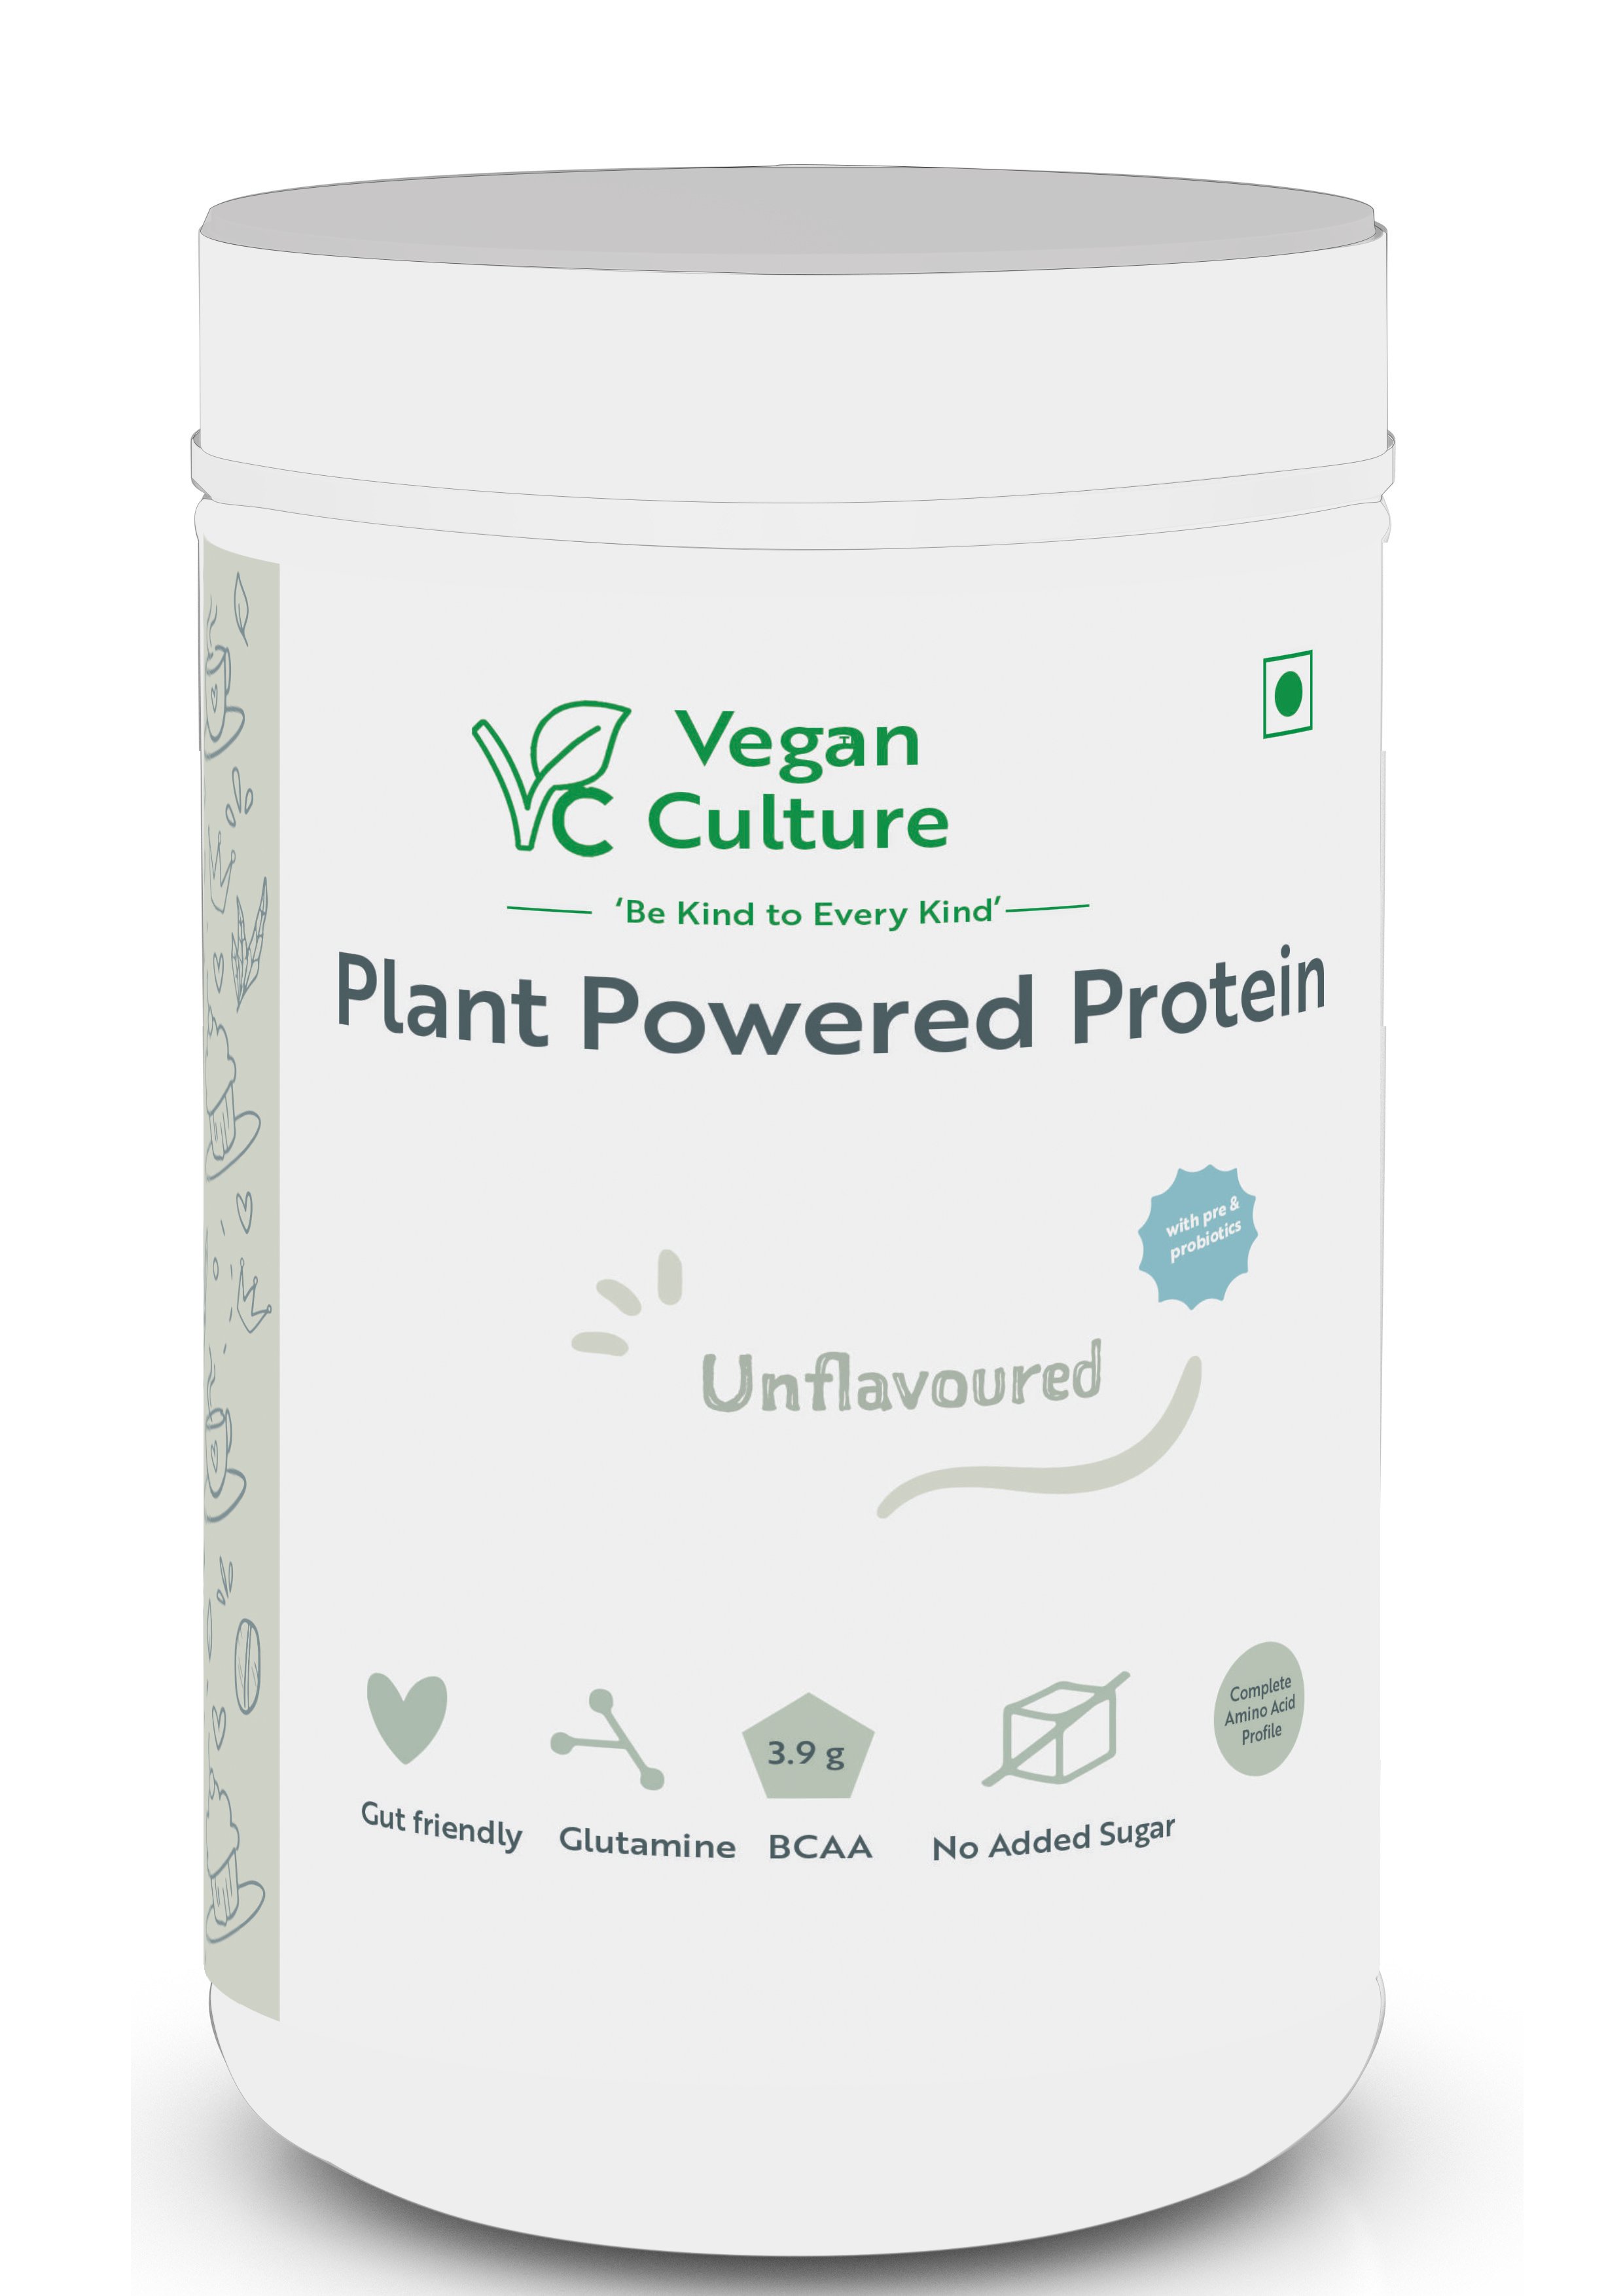 Vegan
Culture
VC
'Be Kind to Every Kind'
Plant Powered Protein
with pre &
probiotics
Unflavoured
3.9 g
Complete
Amino Acid
Profile
Gut friendly
Glutamine
BCAA
No Added Sugar